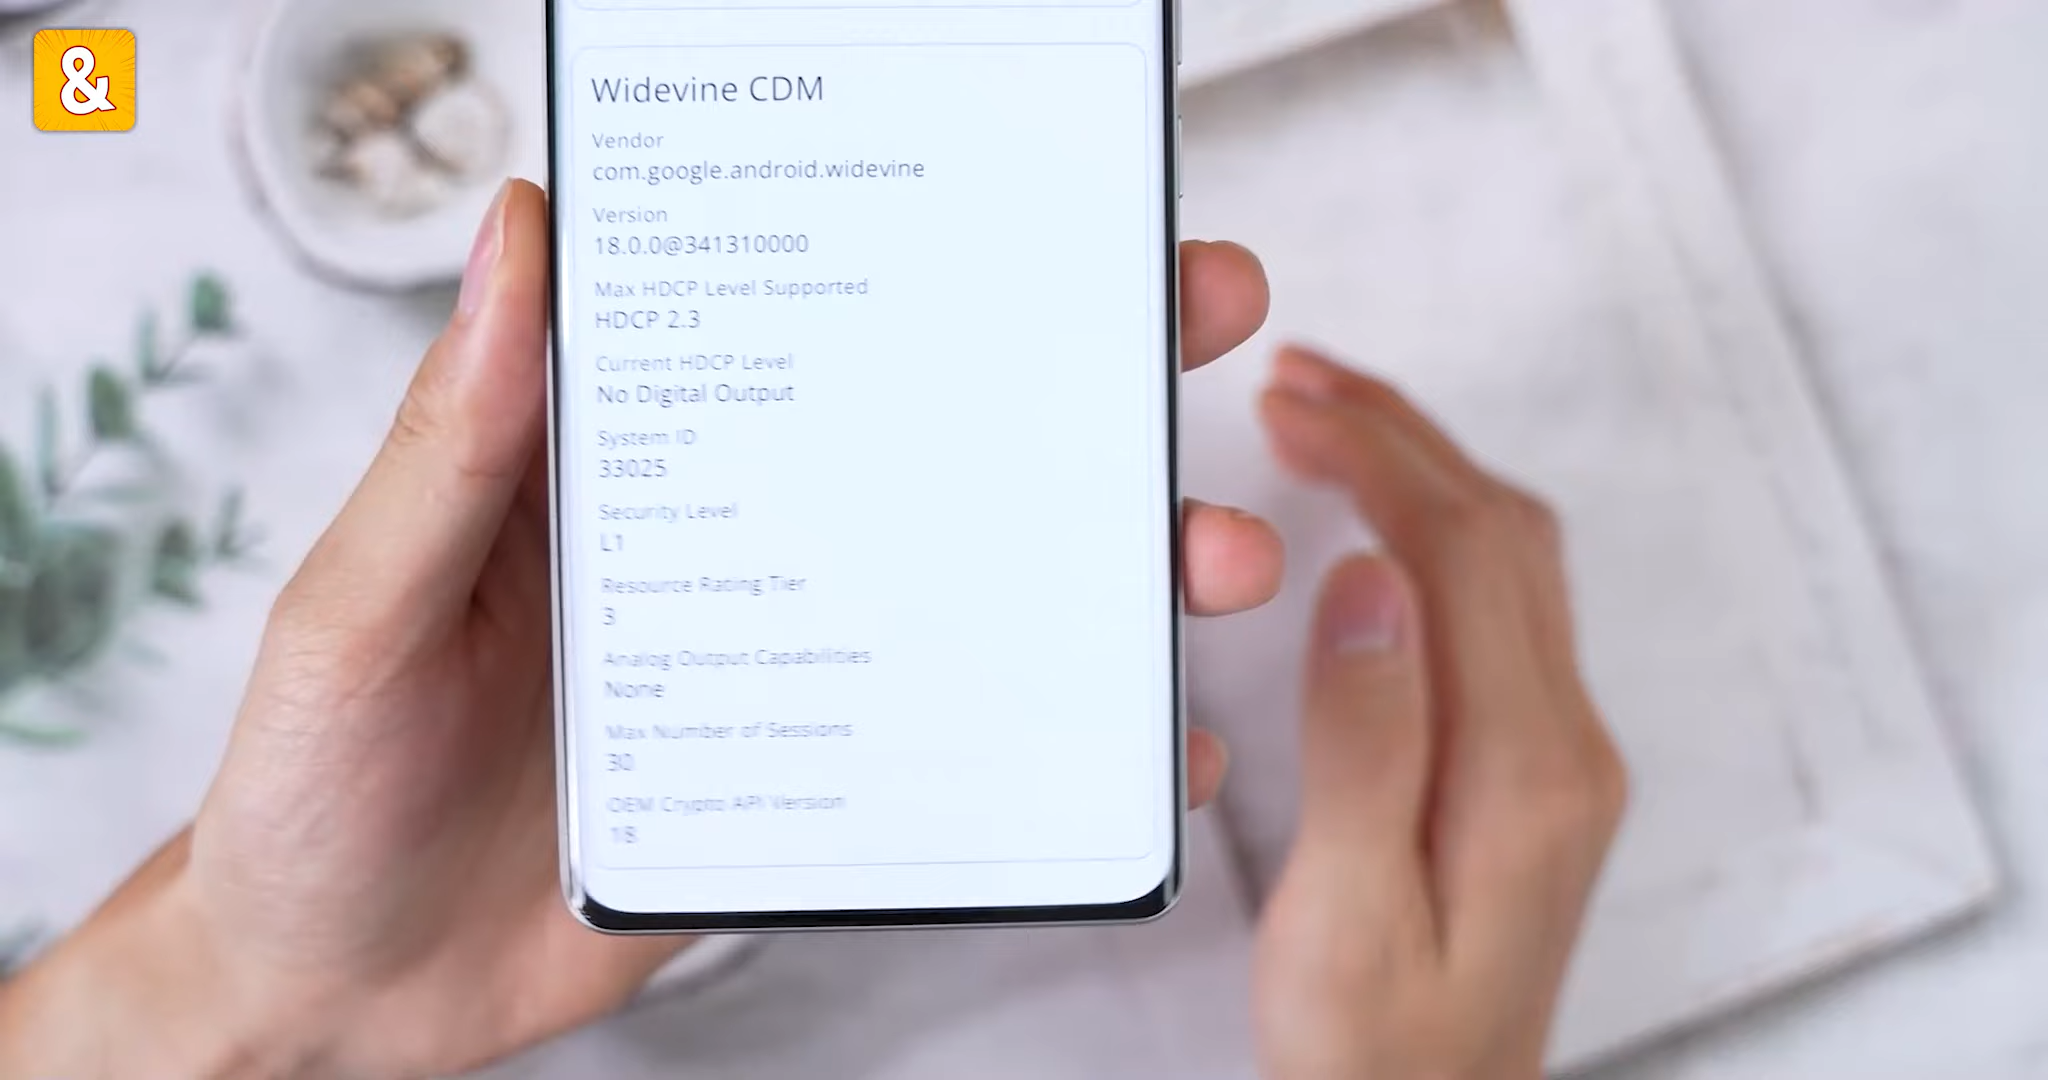 &
Widevine CDM
Vendor
com.google.android.widevine
Version
18.0.0@341310000
Max HDCP Level Supported
HDCP 2.3
Current HDCP Level
No Digital Output
System ID
33025
Security Level
L1
Resource Rating Tier
3
Analog Output Capabilities
None
Max Number of Sessions
30
OEM Crypto API Version
18